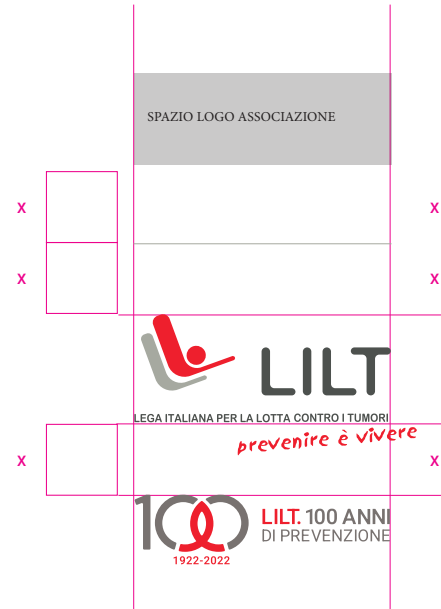 SPAZIO LOGO ASSOCIAZIONE
X X
X X
LILT
LEGA ITALIANA PER LA LOTTA CONTRO I TUMORI
prevenire è vivere
X X
100 LILT. 100 ANNI
DI PREVENZIONE
1922-2022